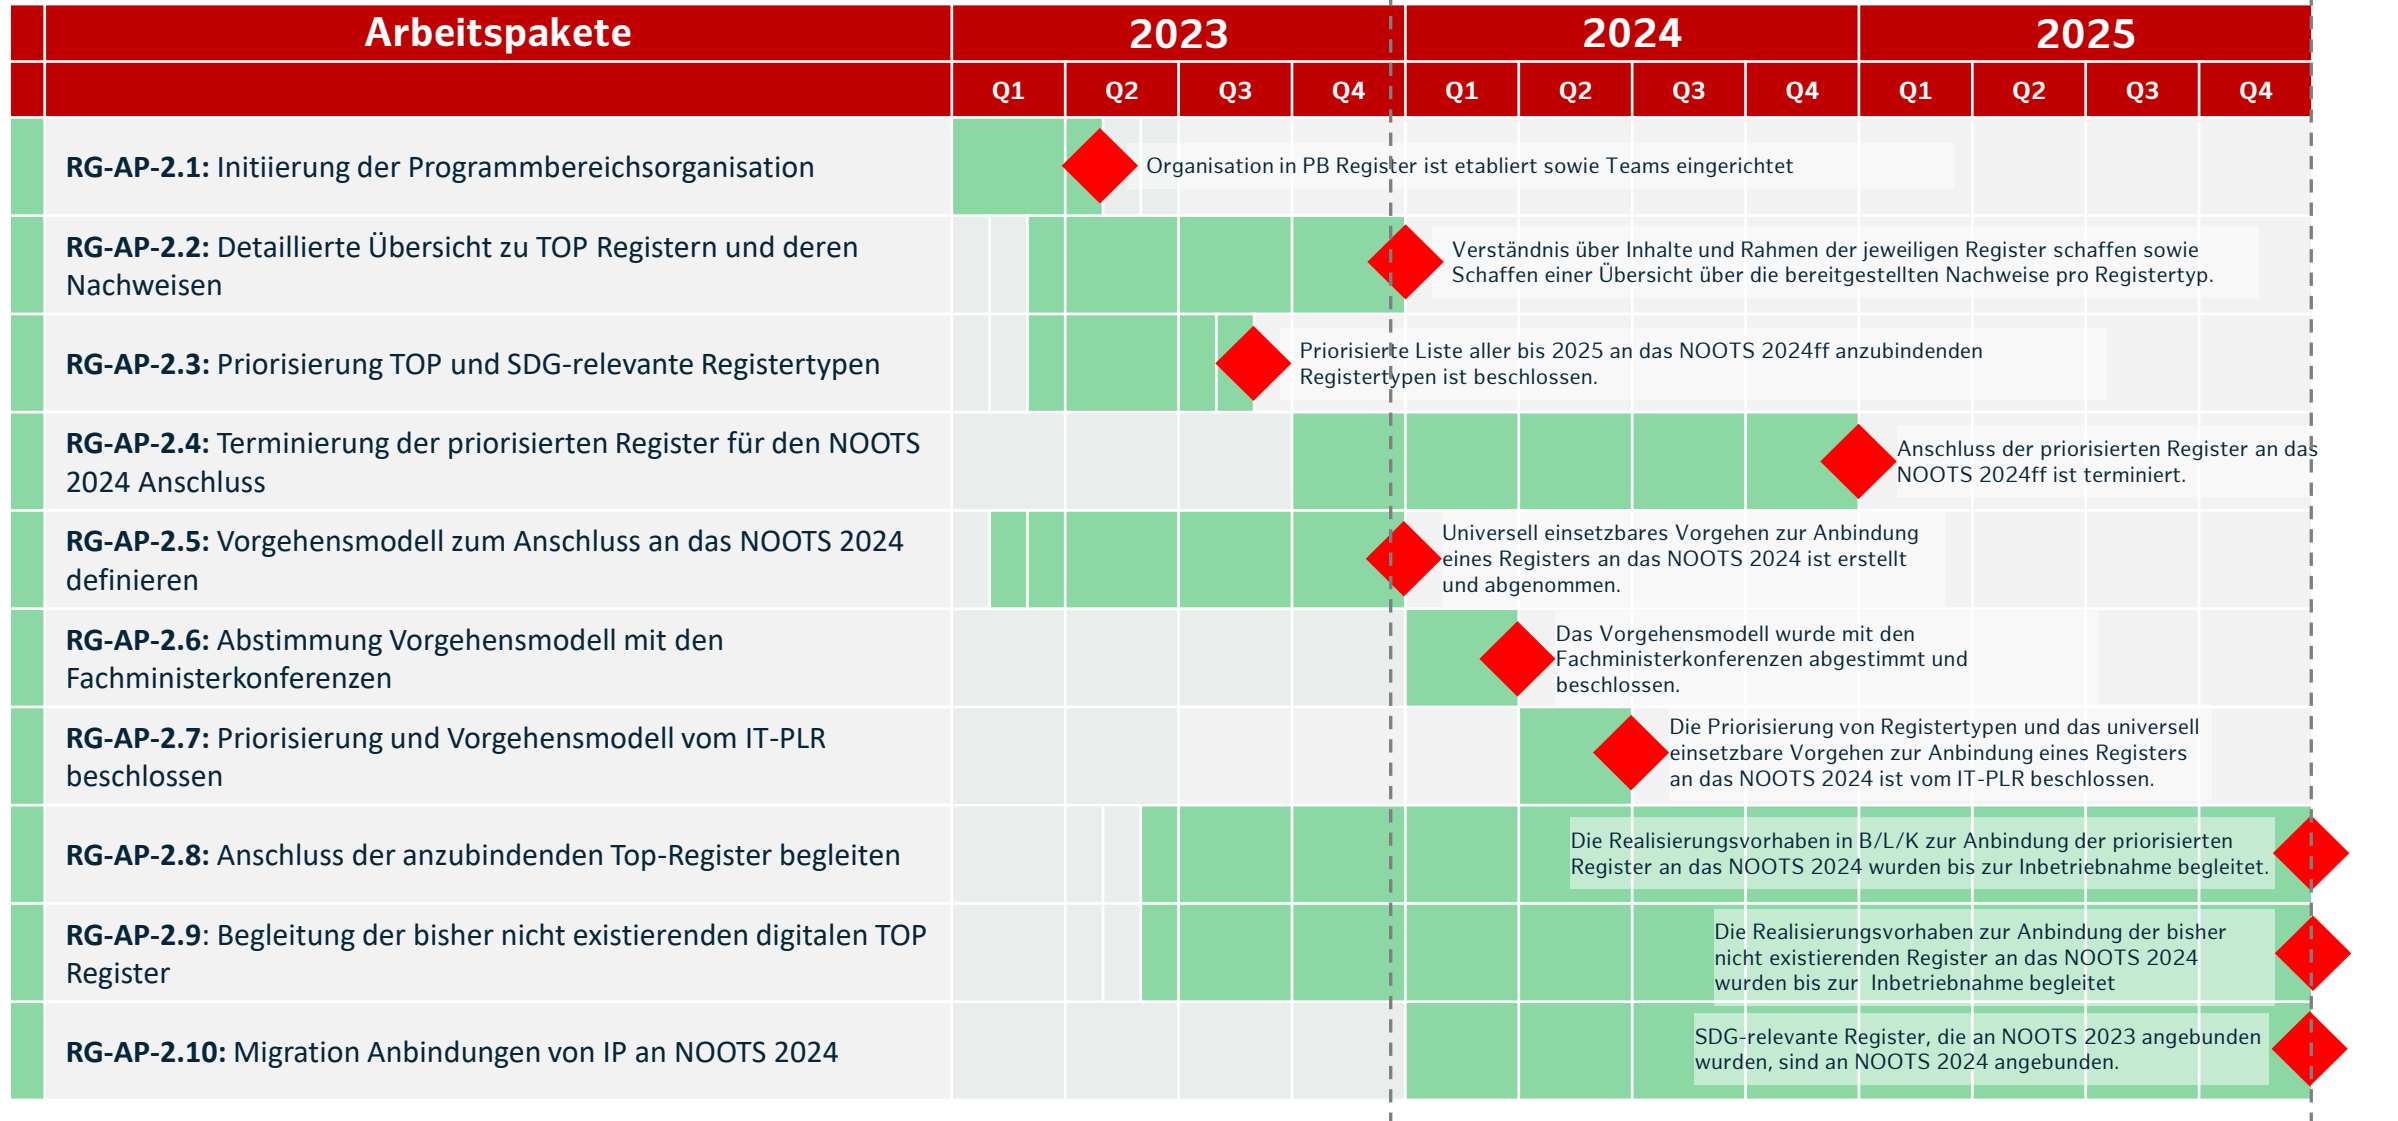 Arbeitspakete 2023 2024 2025
Q1 Q2 Q3 Q4 Q1 Q2 Q3 Q4 Q1 Q2 Q3 Q4
RG-AP-2.1: Initiierung der Programmbereichsorganisation
Organisation in PB Register ist etabliert sowie Teams eingerichtet
RG-AP-2.2: Detaillierte Übersicht zu TOP Registern und deren
Nachweisen
Verständnis über Inhalte und Rahmen der jeweiligen Register schaffen sowie
Schaffen einer Übersicht über die bereitgestellten Nachweise pro Registertyp.
RG-AP-2.3: Priorisierung TOP und SDG-relevante Registertypen
Priorisierte Liste aller bis 2025 an das NOOTS 2024ff anzubindenden
Registertypen ist beschlossen.
RG-AP-2.4: Terminierung der priorisierten Register für den NOOTS
2024 Anschluss
Anschluss der priorisierten Register an das
NOOTS 2024ff ist terminiert.
RG-AP-2.5: Vorgehensmodell zum Anschluss an das NOOTS 2024
definieren
Universell einsetzbares Vorgehen zur Anbindung
eines Registers an das NOOTS 2024 ist erstellt
und abgenommen.
RG-AP-2.6: Abstimmung Vorgehensmodell mit den
Fachministerkonferenzen
Das Vorgehensmodell wurde mit den
Fachministerkonferenzen abgestimmt und
beschlossen.
RG-AP-2.7: Priorisierung und Vorgehensmodell vom IT-PLR
beschlossen
Die Priorisierung von Registertypen und das universell
einsetzbare Vorgehen zur Anbindung eines Registers
an das NOOTS 2024 ist vom IT-PLR beschlossen.
RG-AP-2.8: Anschluss der anzubindenden Top-Register begleiten
Die Realisierungsvorhaben in B/L/K zur Anbindung der priorisierten
Register an das NOOTS 2024 wurden bis zur Inbetriebnahme begleitet.
RG-AP-2.9: Begleitung der bisher nicht existierenden digitalen TOP
Register
Die Realisierungsvorhaben zur Anbindung der bisher
nicht existierenden Register an das NOOTS 2024
wurden bis zur  Inbetriebnahme begleitet
RG-AP-2.10: Migration Anbindungen von IP an NOOTS 2024
SDG-relevante Register, die an NOOTS 2023 angebunden
wurden, sind an NOOTS 2024 angebunden.